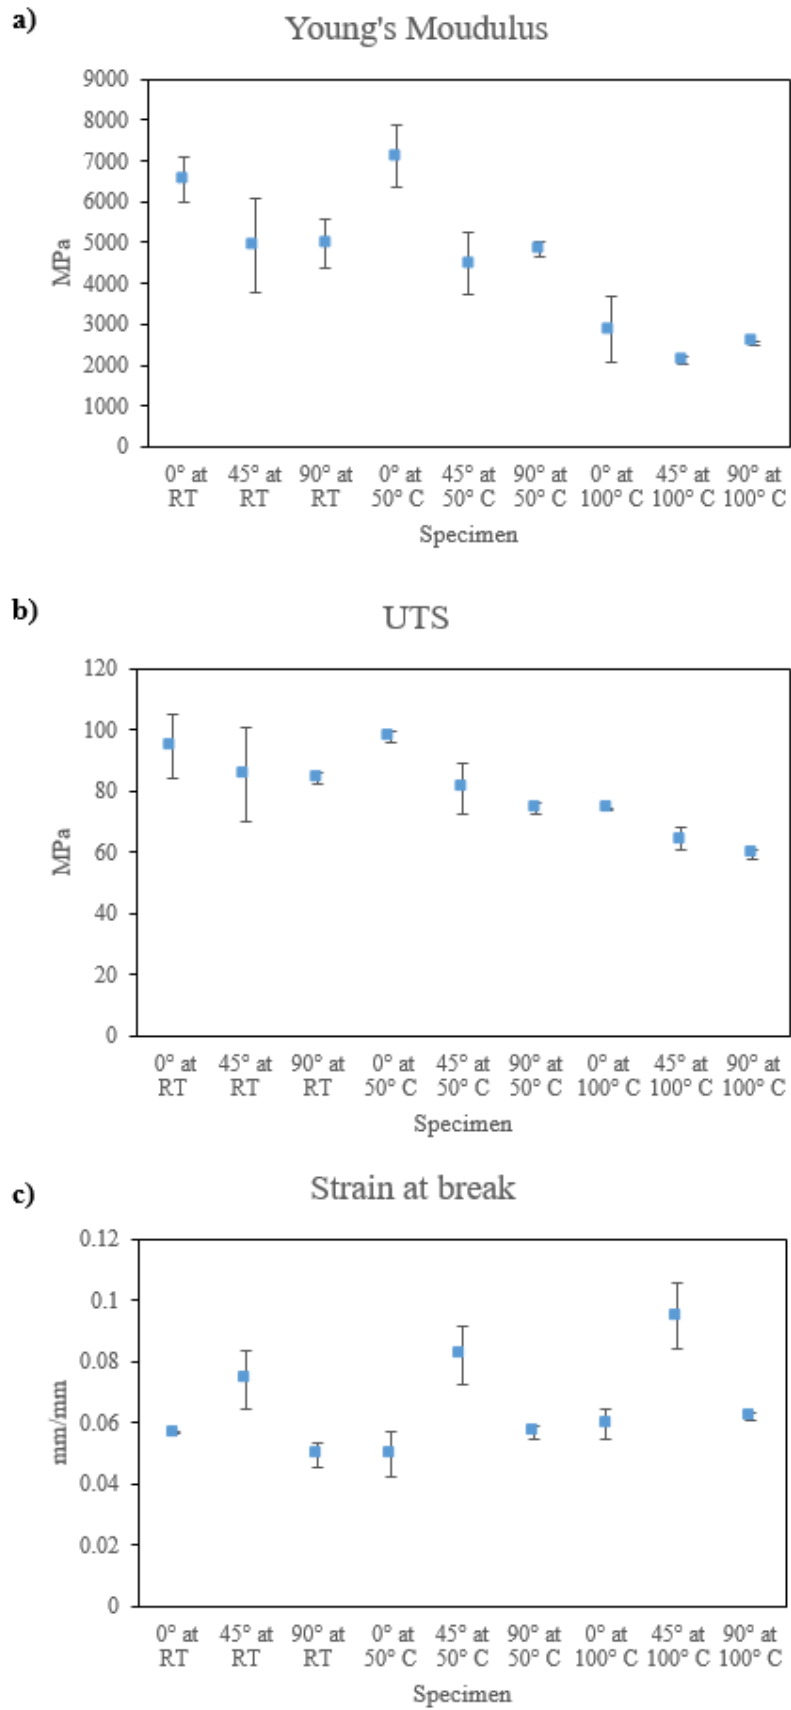 a)
Young's Moudulus
9000
8000
7000
6000
5000
4000
3000
2000
1000
0
MPa
0° at 45° at 90° at 0° at 45° at 90° at 0° at 45° at 90° at
RT RT RT 50° C 50° C 50° C 100° C 100° C 100° C
Specimen
b)
UTS
120
100
80
60
40
20
0
MPa
0° at 45° at 90° at 0° at 45° at 90° at 0° at 45° at 90° at
RT RT RT 50° C 50° C 50° C 100° C 100° C 100° C
Specimen
c)
Strain at break
0.12
0.1
0.08
0.06
0.04
0.02
0
mm/mm
0° at 45° at 90° at 0° at 45° at 90° at 0° at 45° at 90° at
RT RT RT 50° C 50° C 50° C 100° C 100° C 100° C
Specimen